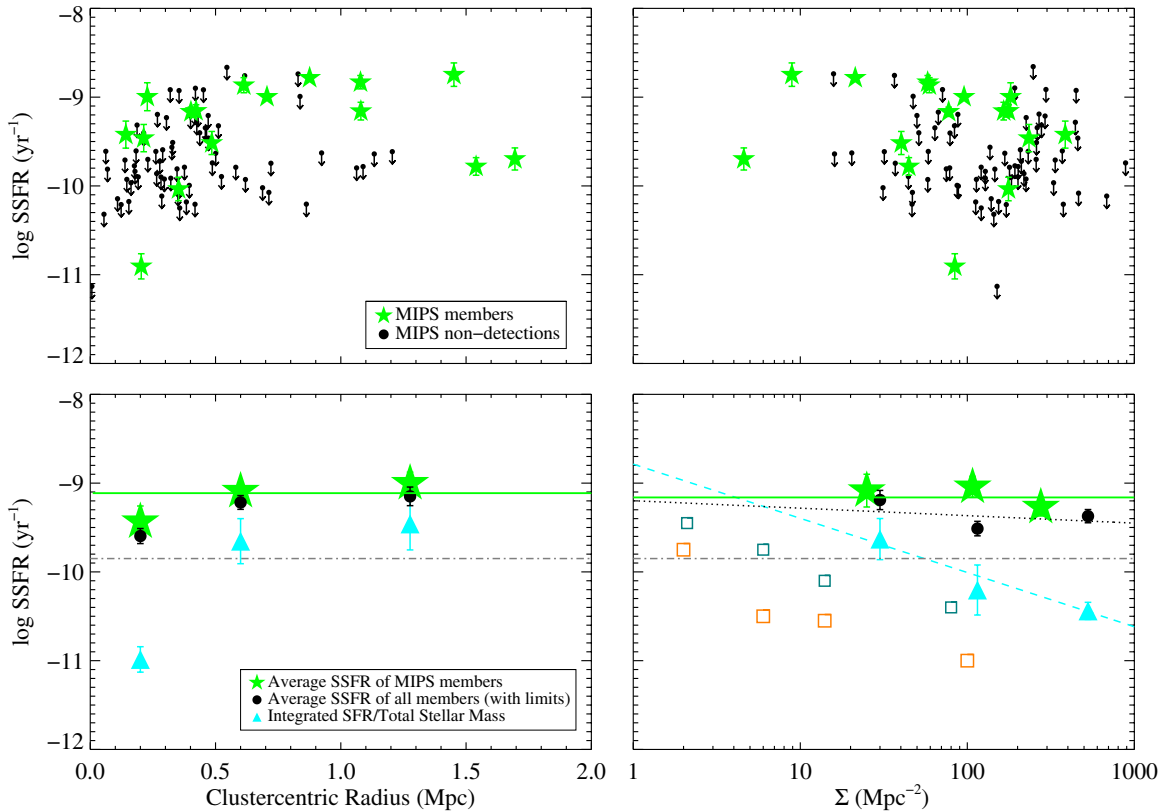 -8
-9
-10
-11
-12
log SSFR (yr⁻¹)
MIPS members
MIPS non-detections
-8
-9
-10
-11
-12
log SSFR (yr⁻¹)
Average SSFR of MIPS members
Average SSFR of all members (with limits)
Integrated SFR/Total Stellar Mass
0.0 0.5 1.0 1.5 2.0
Clustercentric Radius (Mpc)
1 10 100 1000
Σ (Mpc⁻²)